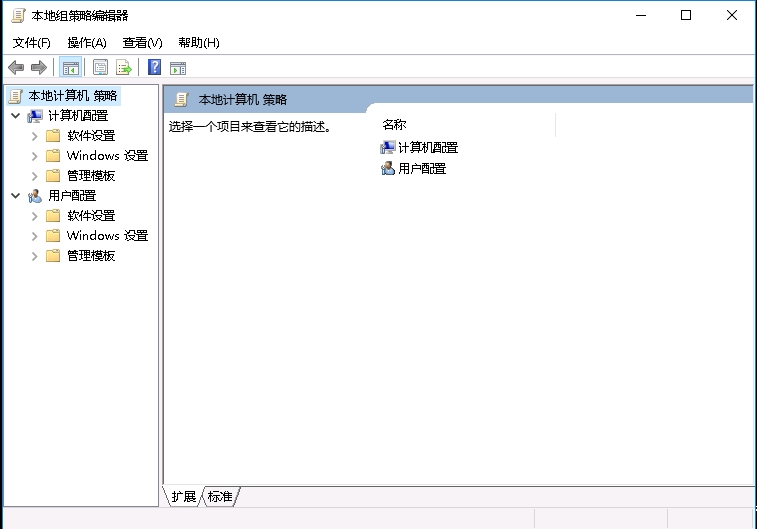 本地组策略编辑器
文件(F) 操作(A) 查看(V) 帮助(H)
本地计算机 策略
计算机配置
软件设置
Windows 设置
管理模板
用户配置
软件设置
Windows 设置
管理模板
本地计算机 策略
选择一个项目来查看它的描述。
名称
计算机配置
用户配置
扩展 标准